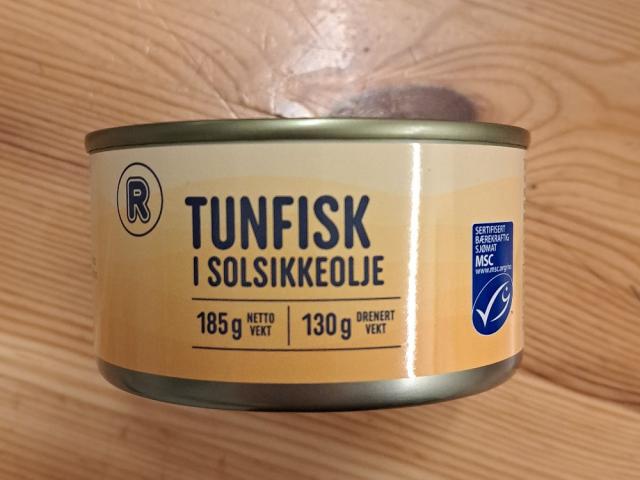 R
TUNFISK
I SOLSIKKEOLJE
185g NETTO VEKT
130g DRENERT VEKT
SERTIFISERT
BÆREKRAFTIG
SJØMAT
MSC
www.msc.org/no